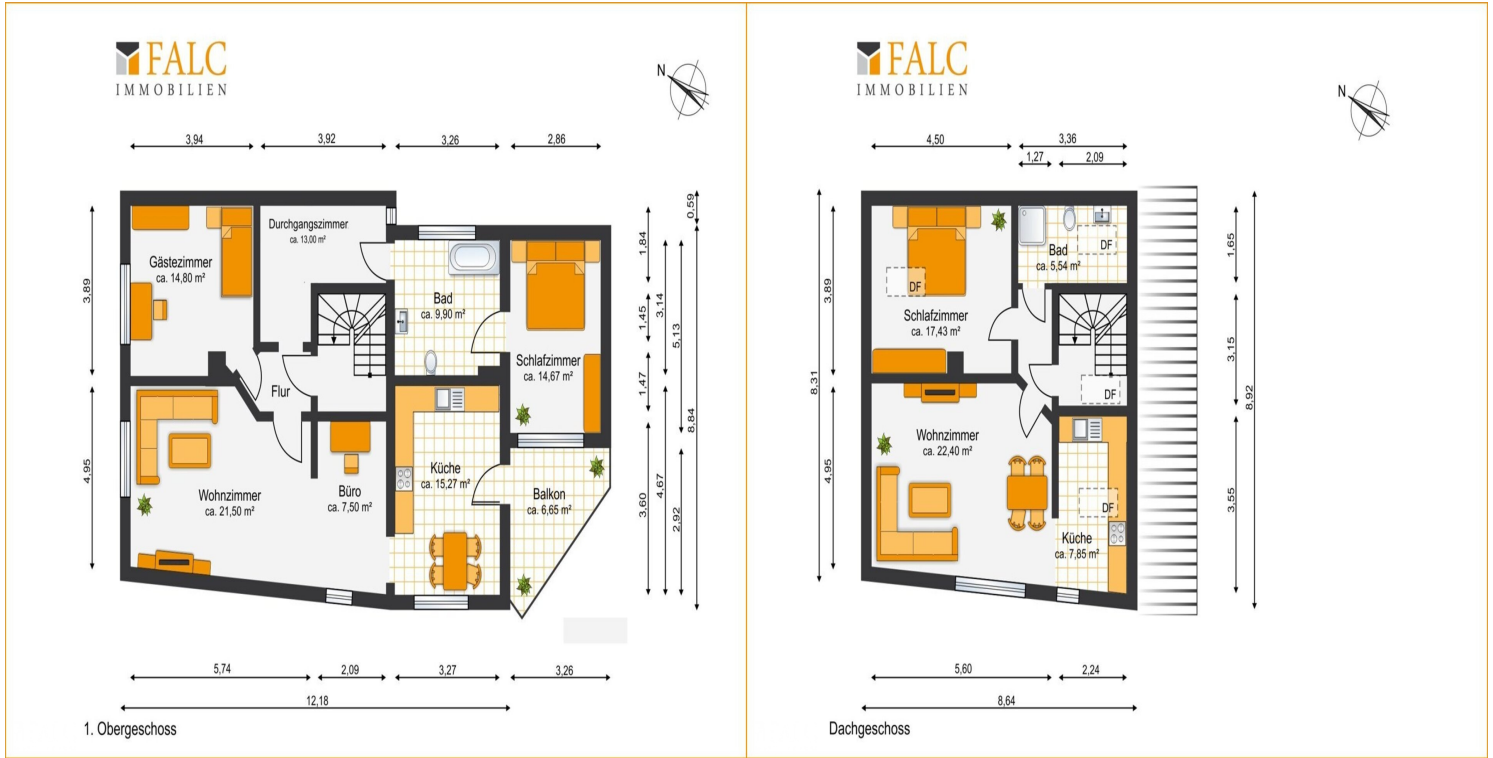 FALC
IMMOBILIEN
N
3,94
3,92
3,26
2,86
0,59
3,89
4,95
1,84
1,45
1,47
3,60
3,14
4,67
5,13
2,92
8,84
Gästezimmer
ca. 14,80 m²
Durchgangszimmer
ca. 13,00 m²
Bad
ca. 9,90 m²
Schlafzimmer
ca. 14,67 m²
Flur
Wohnzimmer
ca. 21,50 m²
Büro
ca. 7,50 m²
Küche
ca. 15,27 m²
Balkon
ca. 6,65 m²
5,74
2,09
3,27
3,26
12,18
1. Obergeschoss
FALC
IMMOBILIEN
N
4,50
3,36
1,27
2,09
8,31
3,89
4,95
1,65
3,15
3,55
8,92
Bad
ca. 5,54 m²
DF
DF
Schlafzimmer
ca. 17,43 m²
DF
Wohnzimmer
ca. 22,40 m²
DF
Küche
ca. 7,85 m²
5,60
2,24
8,64
Dachgeschoss